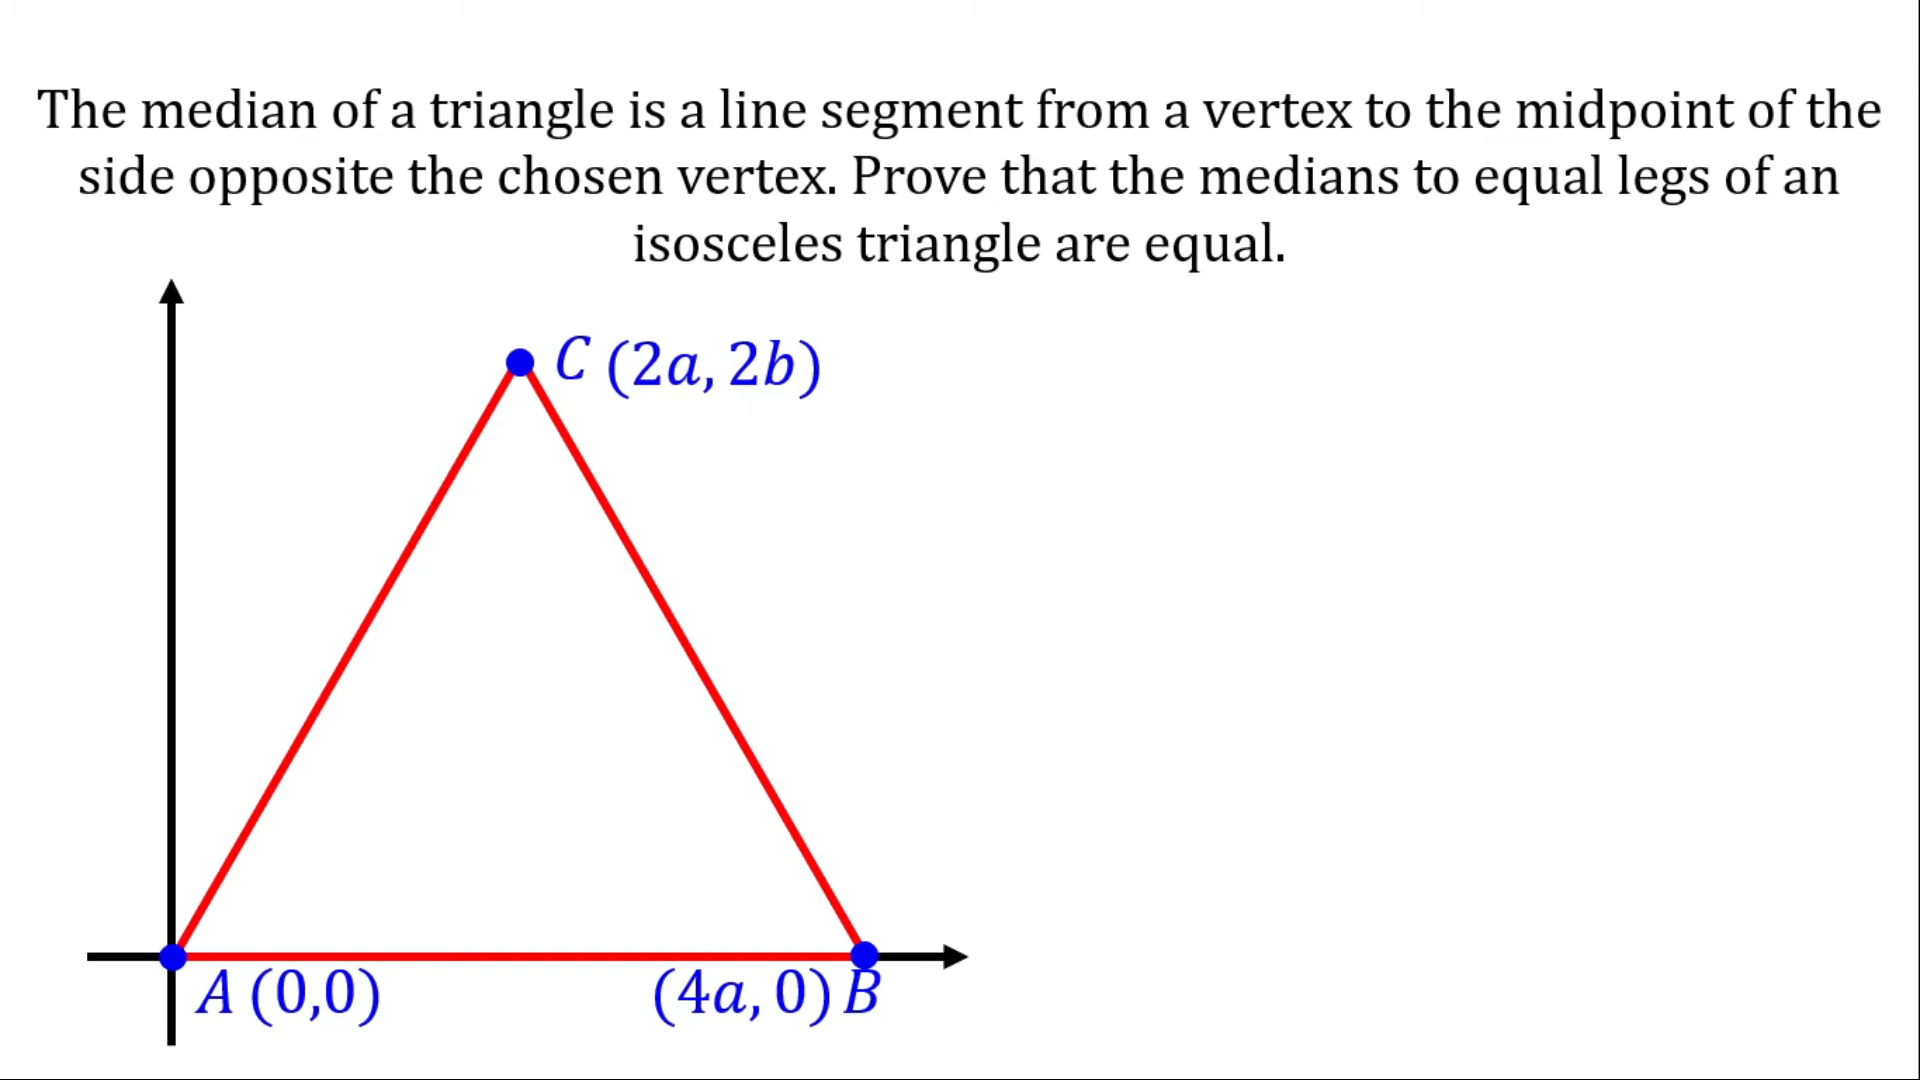 The median of a triangle is a line segment from a vertex to the midpoint of the
side opposite the chosen vertex. Prove that the medians to equal legs of an
isosceles triangle are equal.
C (2a, 2b)
A (0,0)
(4a, 0) B